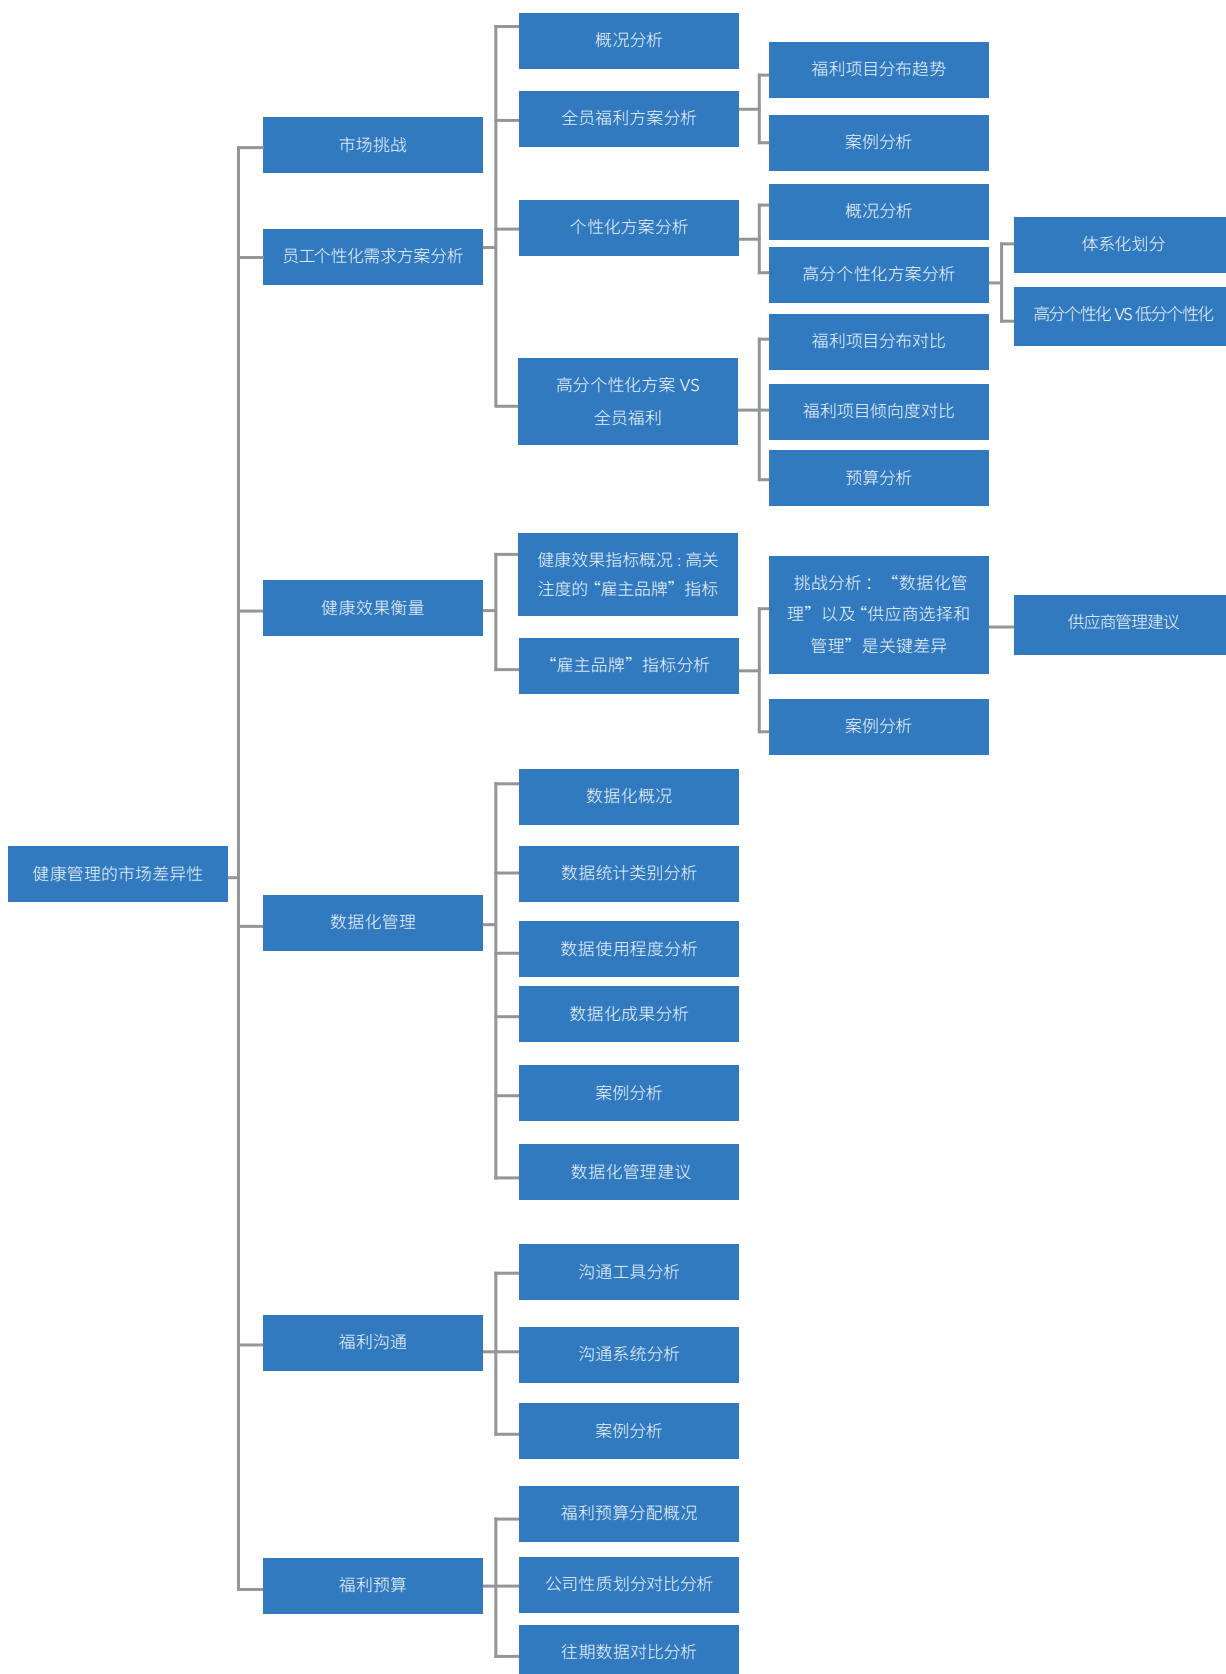 概况分析
福利项目分布趋势
全员福利方案分析
市场挑战
案例分析
概况分析
个性化方案分析
体系化划分
员工个性化需求方案分析
高分个性化方案分析
高分个性化 VS 低分个性化
福利项目分布对比
高分个性化方案 VS
全员福利
福利项目倾向度对比
预算分析
健康效果指标概况 : 高关
注度的 “雇主品牌” 指标
挑战分析 ： “数据化管
理” 以及 “供应商选择和
管理” 是关键差异
健康效果衡量
供应商管理建议
“雇主品牌” 指标分析
案例分析
数据化概况
健康管理的市场差异性
数据统计类别分析
数据化管理
数据使用程度分析
数据化成果分析
案例分析
数据化管理建议
沟通工具分析
福利沟通
沟通系统分析
案例分析
福利预算分配概况
福利预算
公司性质划分对比分析
往期数据对比分析